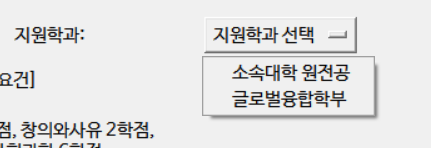 지원학과: 지원학과 선택
소속대학 원전공
요건]
글로벌융합학부
점, 창의와사유 2학점,